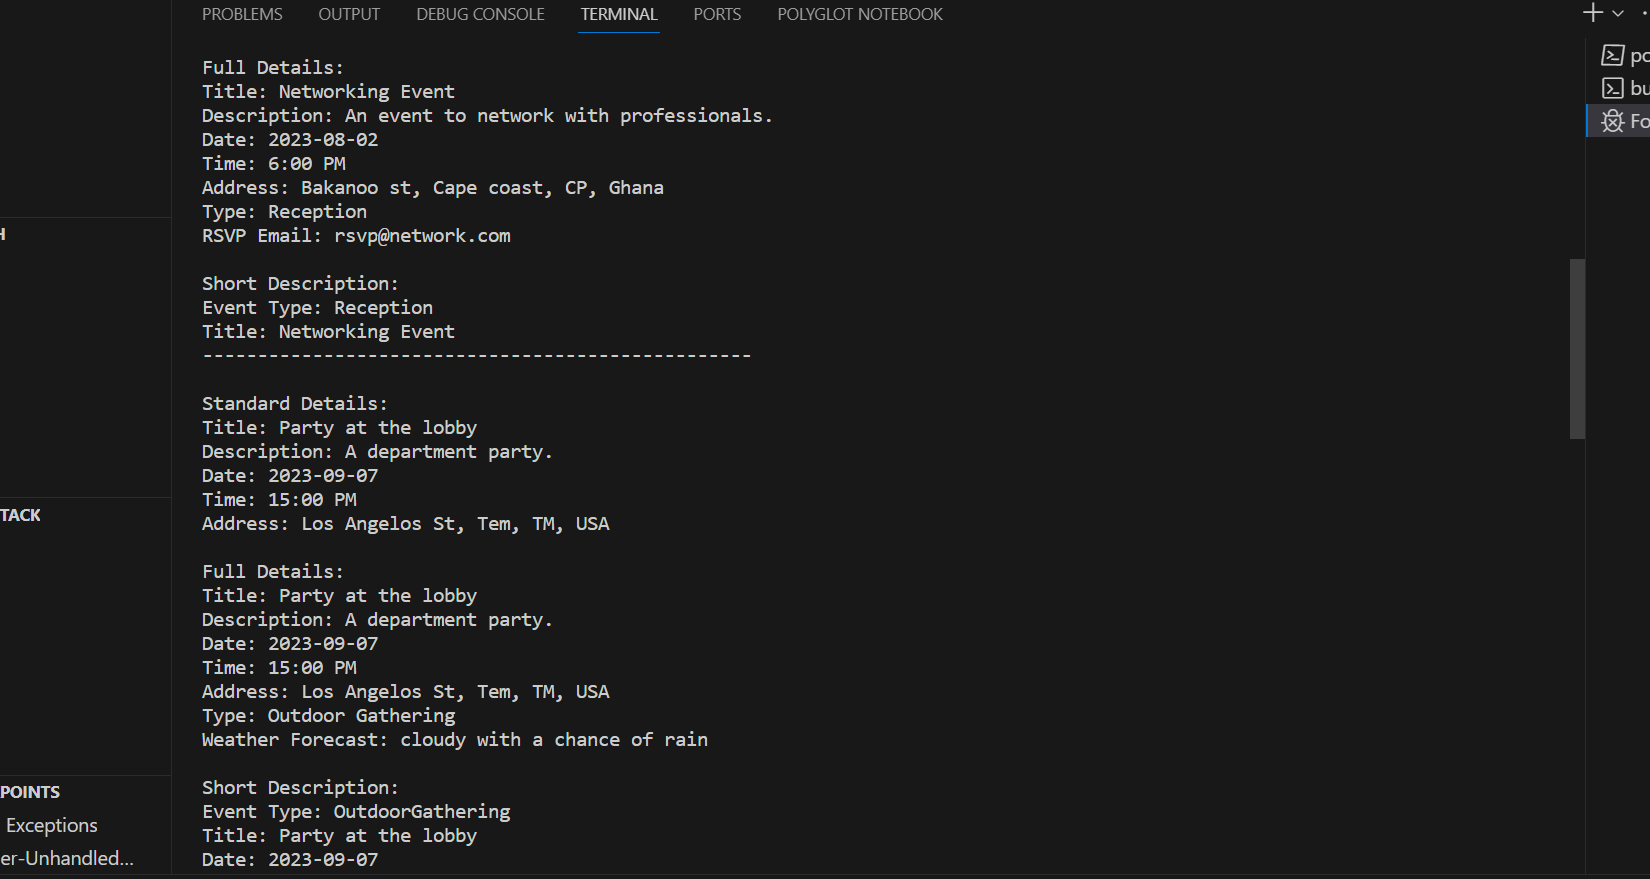 PROBLEMS OUTPUT DEBUG CONSOLE TERMINAL PORTS POLYGLOT NOTEBOOK
Full Details:
Title: Networking Event
Description: An event to network with professionals.
Date: 2023-08-02
Time: 6:00 PM
Address: Bakanoo st, Cape coast, CP, Ghana
Type: Reception
RSVP Email: rsvp@network.com

Short Description:
Event Type: Reception
Title: Networking Event
--------------------------------------------------

Standard Details:
Title: Party at the lobby
Description: A department party.
Date: 2023-09-07
Time: 15:00 PM
Address: Los Angelos St, Tem, TM, USA

Full Details:
Title: Party at the lobby
Description: A department party.
Date: 2023-09-07
Time: 15:00 PM
Address: Los Angelos St, Tem, TM, USA
Type: Outdoor Gathering
Weather Forecast: cloudy with a chance of rain

Short Description:
Event Type: OutdoorGathering
Title: Party at the lobby
Date: 2023-09-07
H
TACK
POINTS
Exceptions
er-Unhandled...
po
bu
Fo